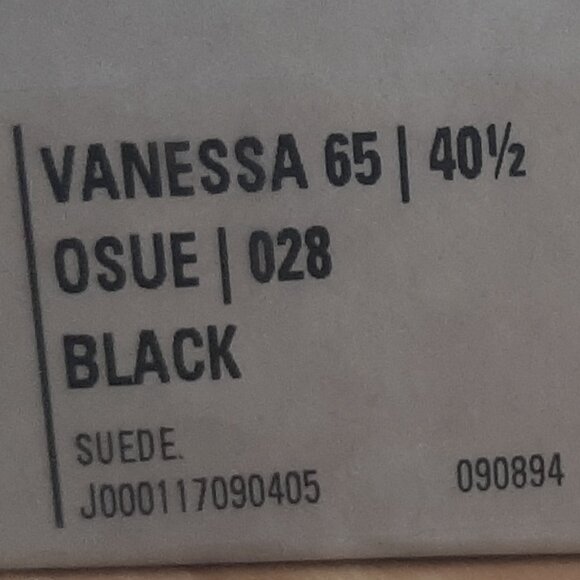 VANESSA 65 | 40½
OSUE | 028
BLACK
SUEDE.
J000117090405 090894